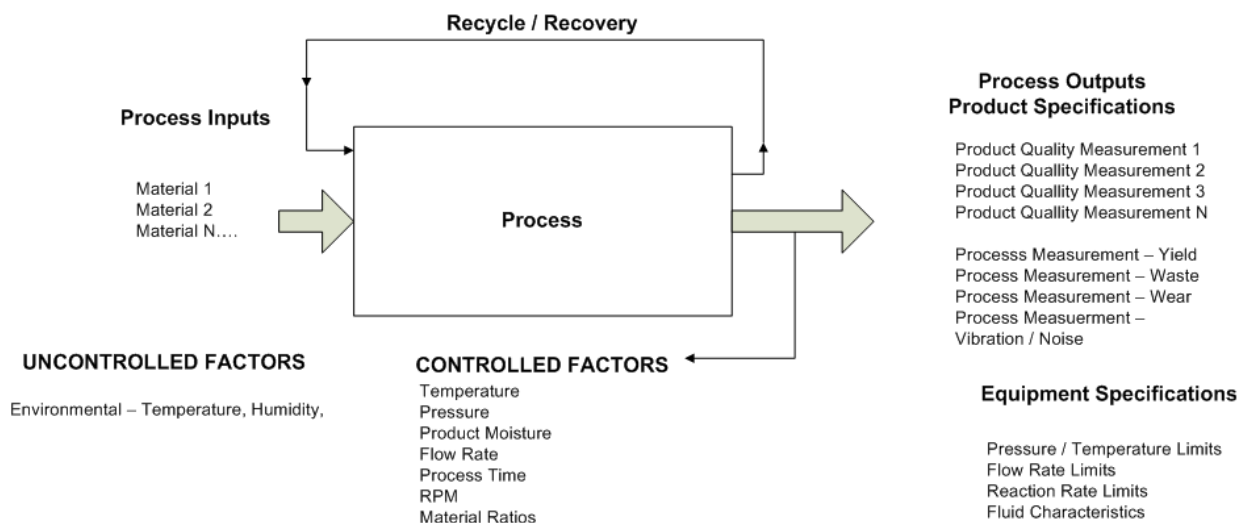 Recycle / Recovery
Process Inputs
Material 1
Material 2
Material N....
Process
Process Outputs
Product Specifications
Product Quallity Measurement 1
Product Quallity Measurement 2
Product Quallity Measurement 3
Product Quallity Measurement N
Processs Measurement – Yield
Process Measurement – Waste
Process Measurement – Wear
Process Measuerment –
Vibration / Noise
UNCONTROLLED FACTORS
Environmental – Temperature, Humidity,
CONTROLLED FACTORS
Temperature
Pressure
Product Moisture
Flow Rate
Process Time
RPM
Material Ratios
Equipment Specifications
Pressure / Temperature Limits
Flow Rate Limits
Reaction Rate Limits
Fluid Characteristics